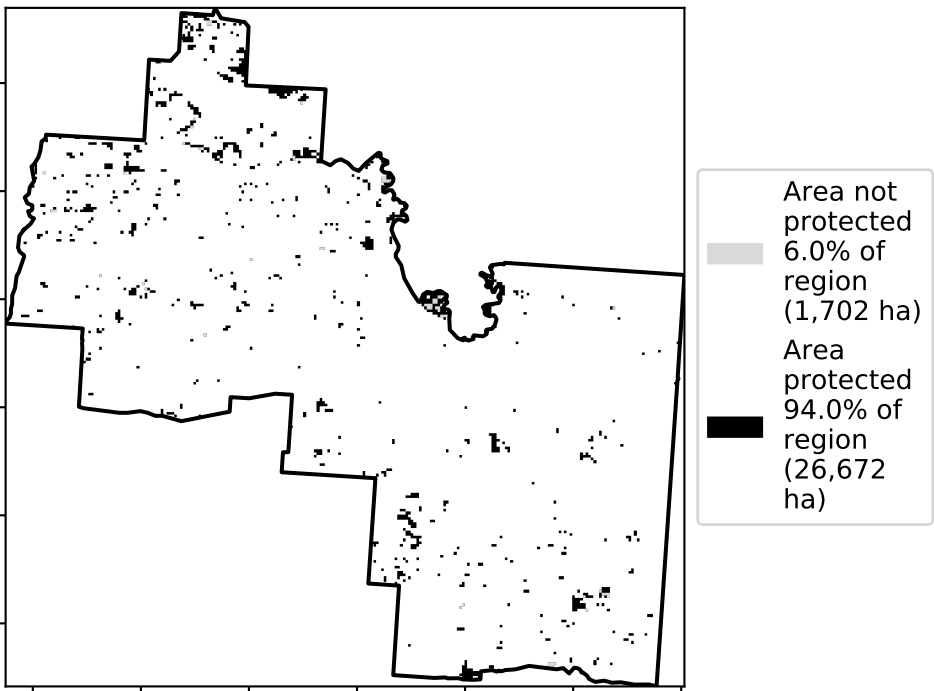 Area not
protected
6.0% of
region
(1,702 ha)
Area
protected
94.0% of
region
(26,672
ha)